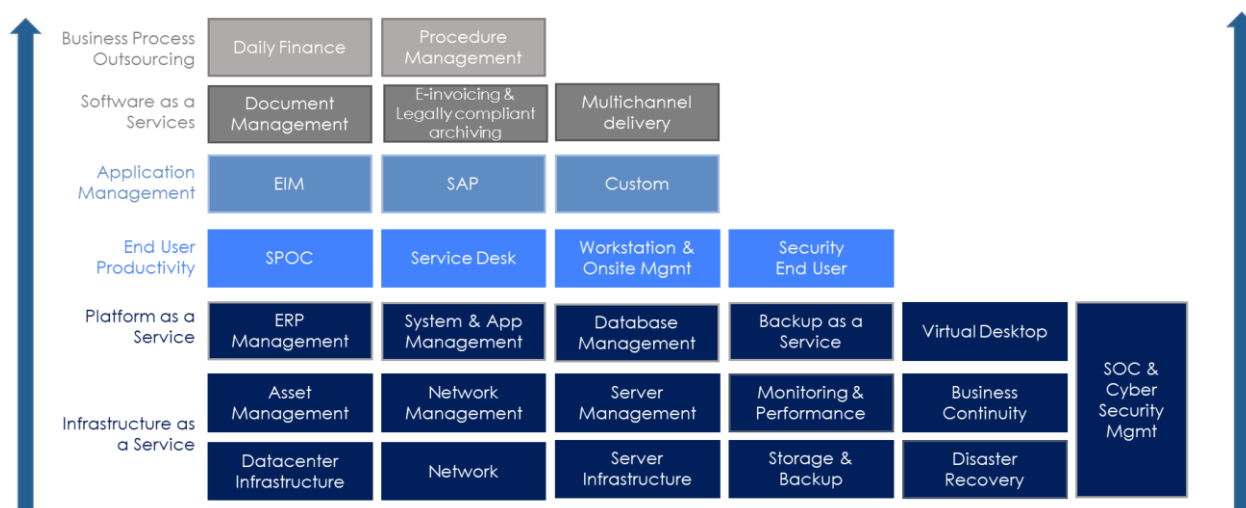 Business Process
Outsourcing
Daily Finance
Procedure
Management
Software as a
Services
Document
Management
E-invoicing &
Legally compliant
archiving
Multichannel
delivery
Application
Management
EIM
SAP
Custom
End User
Productivity
SPOC
Service Desk
Workstation &
Onsite Mgmt
Security
End User
Platform as a
Service
ERP
Management
System & App
Management
Database
Management
Backup as a
Service
Virtual Desktop
SOC &
Cyber
Security
Mgmt
Infrastructure as
a Service
Asset
Management
Network
Management
Server
Management
Monitoring &
Performance
Business
Continuity
Datacenter
Infrastructure
Network
Server
Infrastructure
Storage &
Backup
Disaster
Recovery